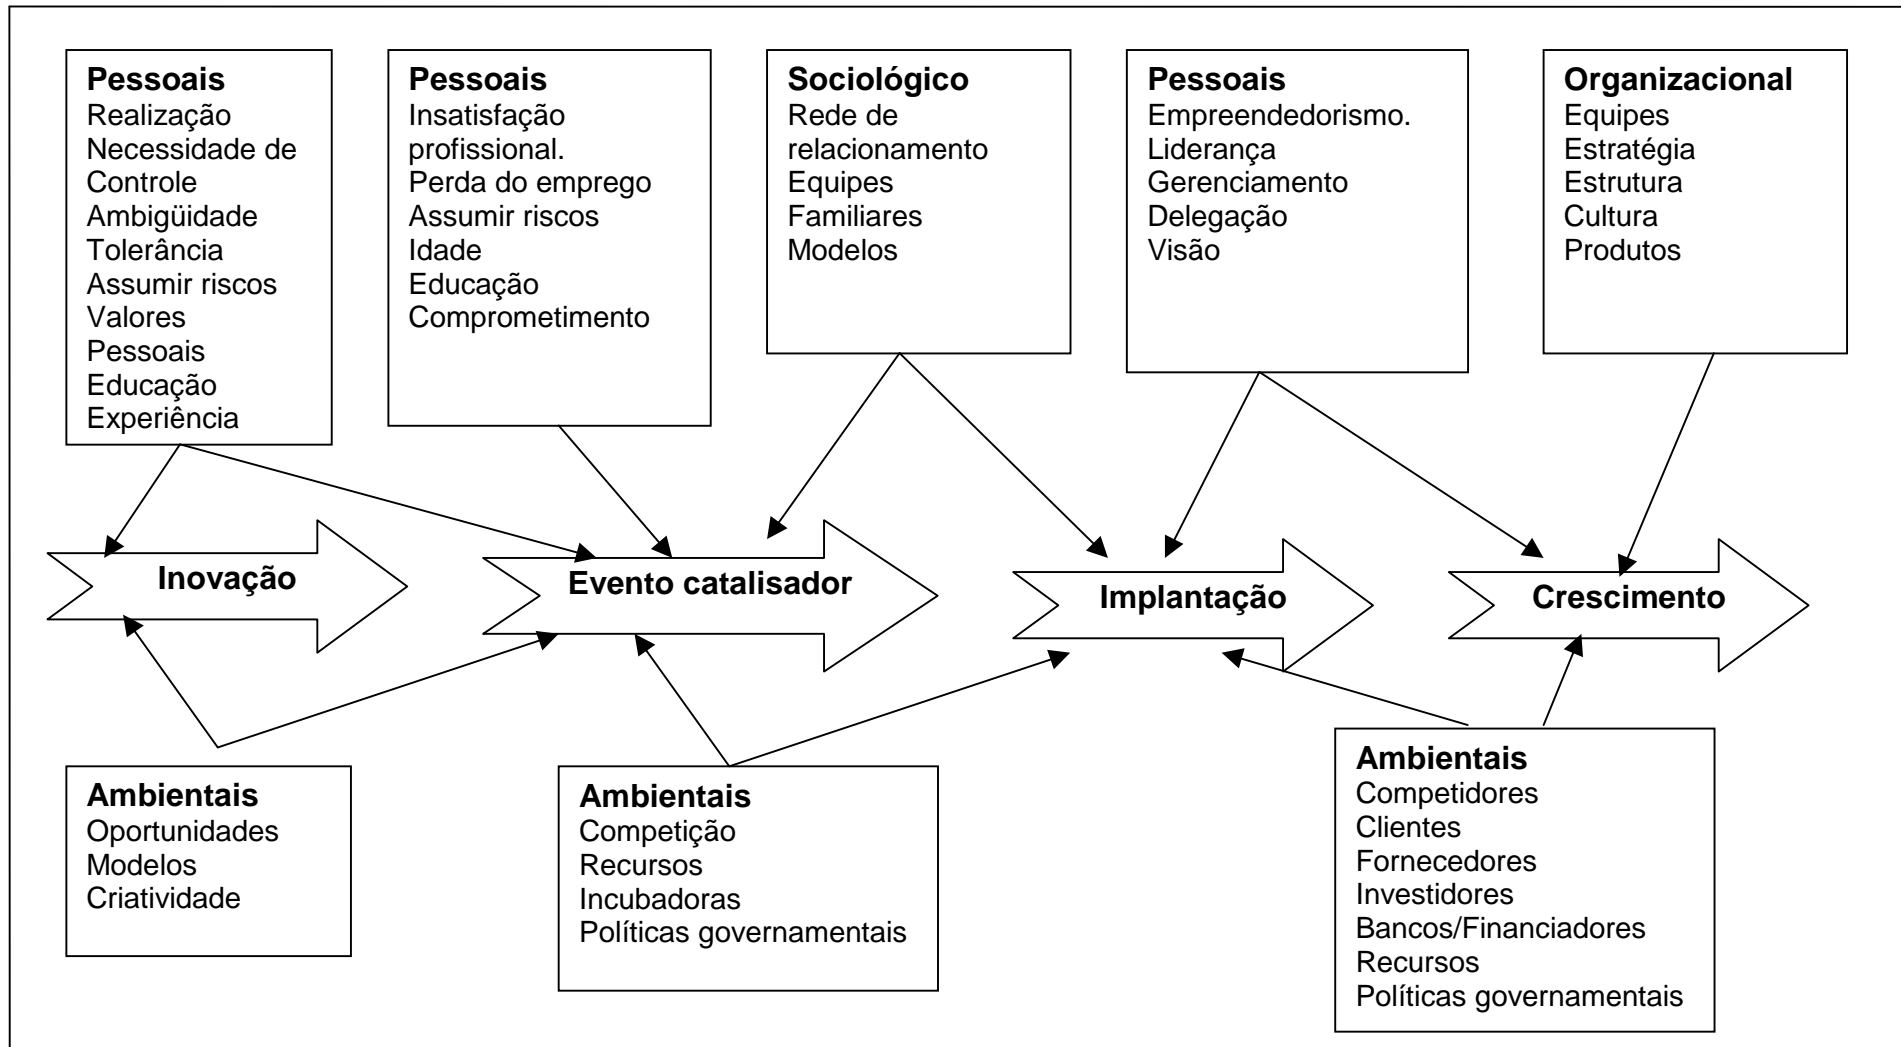 Pessoais
Realização
Necessidade de
Controle
Ambigüidade
Tolerância
Assumir riscos
Valores
Pessoais
Educação
Experiência
Pessoais
Insatisfação
profissional.
Perda do emprego
Assumir riscos
Idade
Educação
Comprometimento
Sociológico
Rede de
relacionamento
Equipes
Familiares
Modelos
Pessoais
Empreendedorismo.
Liderança
Gerenciamento
Delegação
Visão
Organizacional
Equipes
Estratégia
Estrutura
Cultura
Produtos
Inovação
Evento catalisador
Implantação
Crescimento
Ambientais
Oportunidades
Modelos
Criatividade
Ambientais
Competição
Recursos
Incubadoras
Políticas governamentais
Ambientais
Competidores
Clientes
Fornecedores
Investidores
Bancos/Financiadores
Recursos
Políticas governamentais